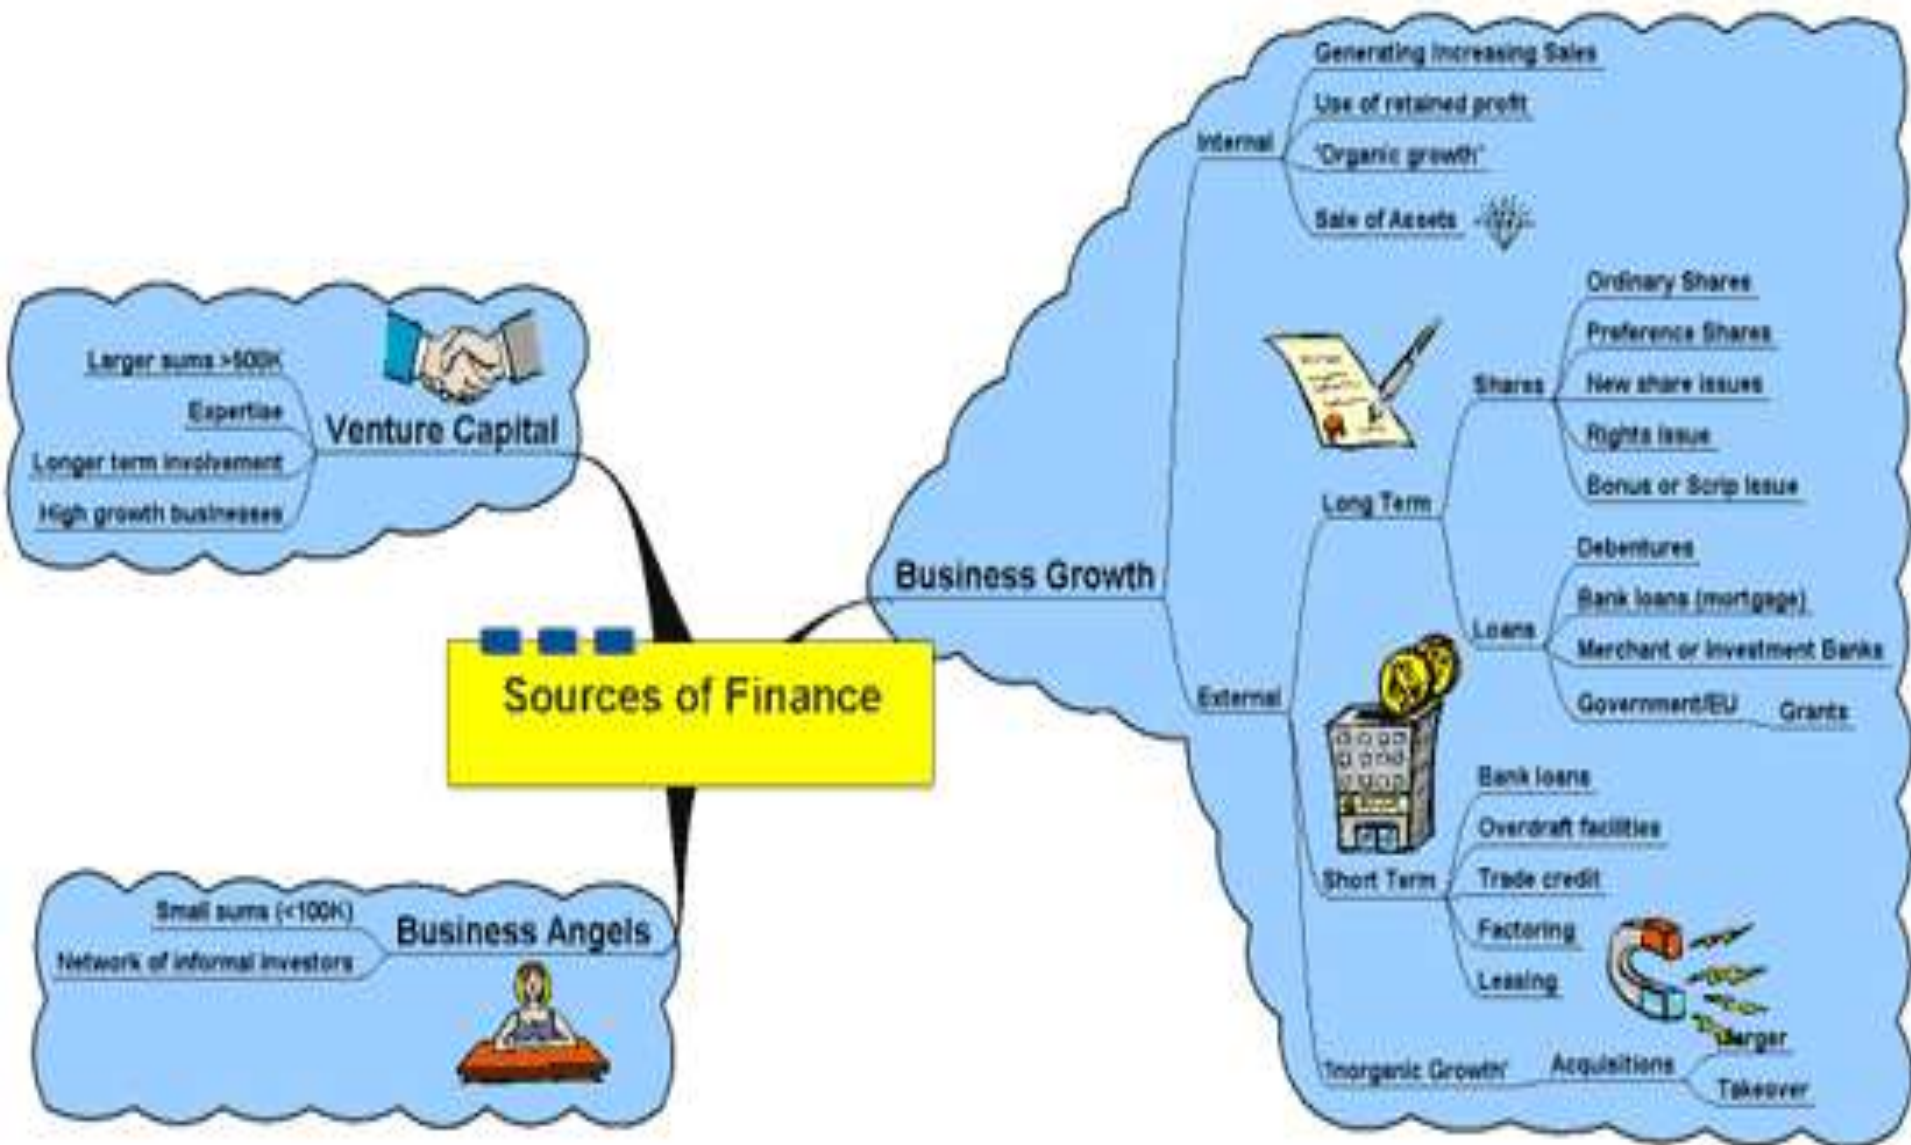 Sources of Finance
Venture Capital
Larger sums >500K
Expertise
Longer term involvement
High growth businesses
Business Angels
Small sums (<100K)
Network of informal investors
Business Growth
Internal
Generating Increasing Sales
Use of retained profit
'Organic growth'
Sale of Assets
External
Long Term
Shares
Ordinary Shares
Preference Shares
New share issues
Rights Issue
Bonus or Scrip Issue
Loans
Debentures
Bank loans (mortgage)
Merchant or Investment Banks
Government/EU
Grants
Short Term
Bank loans
Overdraft facilities
Trade credit
Factoring
Leasing
'Inorganic Growth'
Acquisitions
Merger
Takeover